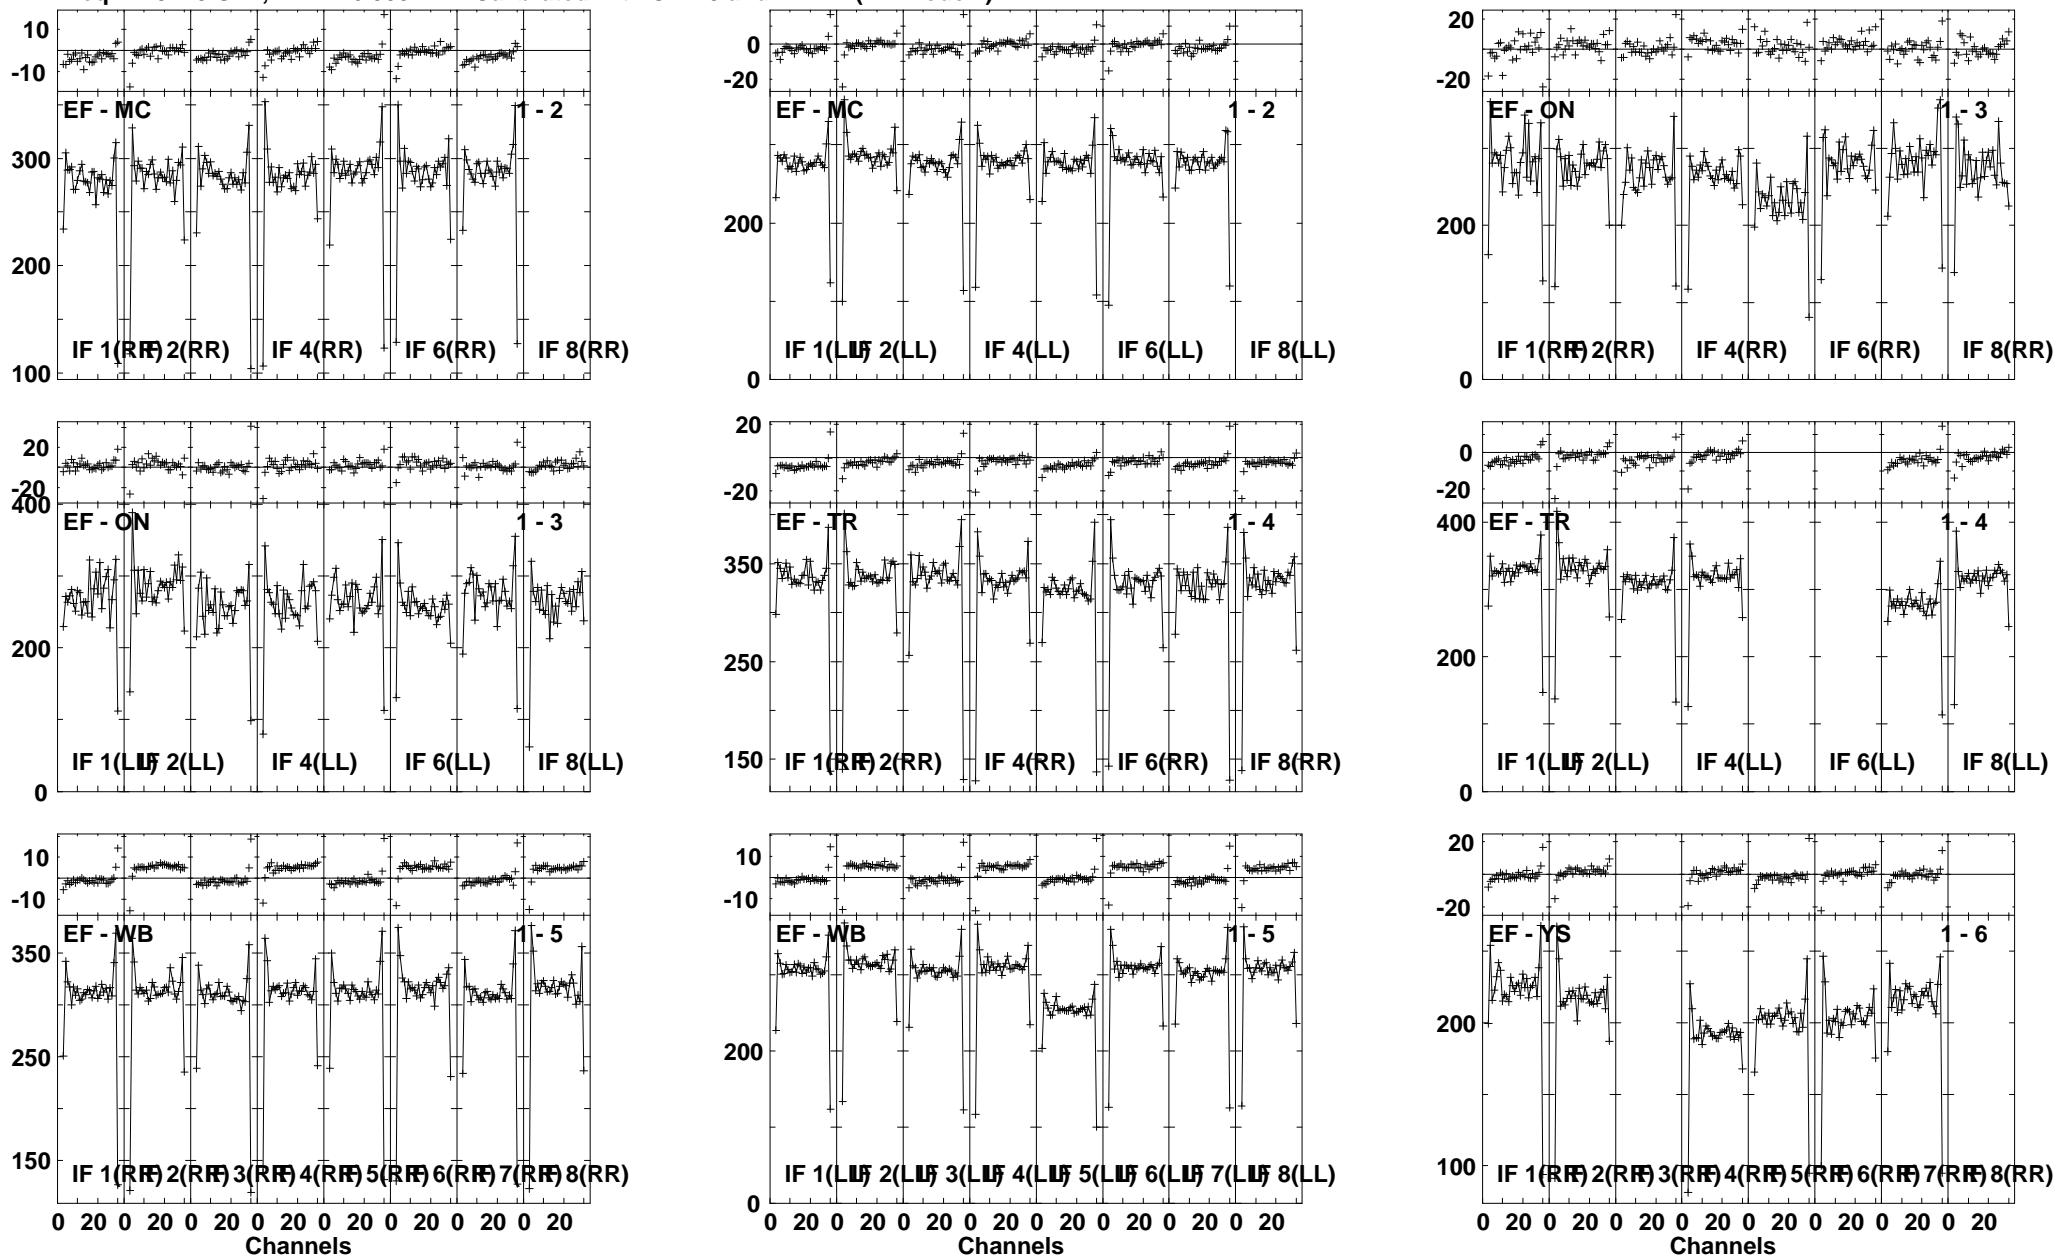 10
-10
EF - MC
1 - 2
300
200
100
IF 1(RR) IF 2(RR) IF 4(RR) IF 6(RR) IF 8(RR)
0
-20
EF - MC
1 - 2
200
0
IF 1(LL) IF 2(LL) IF 4(LL) IF 6(LL) IF 8(LL)
20
-20
EF - ON
1 - 3
200
0
IF 1(RR) IF 2(RR) IF 4(RR) IF 6(RR) IF 8(RR)
20
-20
400
EF - ON
1 - 3
200
0
IF 1(LL) IF 2(LL) IF 4(LL) IF 6(LL) IF 8(LL)
20
-20
EF - TR
1 - 4
350
250
150
IF 1(RR) IF 2(RR) IF 4(RR) IF 6(RR) IF 8(RR)
0
-20
EF - TR
1 - 4
400
200
0
IF 1(LL) IF 2(LL) IF 4(LL) IF 6(LL) IF 8(LL)
10
-10
EF - WB
1 - 5
350
250
150
IF 1(RR) IF 2(RR) IF 3(RR) IF 4(RR) IF 5(RR) IF 6(RR) IF 7(RR) IF 8(RR)
0 20 0 20 0 20 0 20 0 20 0 20 0 20 0 20
Channels
10
-10
EF - WB
1 - 5
200
0
IF 1(LL) IF 2(LL) IF 3(LL) IF 4(LL) IF 5(LL) IF 6(LL) IF 7(LL) IF 8(LL)
0 20 0 20 0 20 0 20 0 20 0 20 0 20 0 20
Channels
20
-20
EF - YS
1 - 6
200
100
IF 1(RR) IF 2(RR) IF 3(RR) IF 4(RR) IF 5(RR) IF 6(RR) IF 7(RR) IF 8(RR)
0 20 0 20 0 20 0 20 0 20 0 20 0 20 0 20
Channels